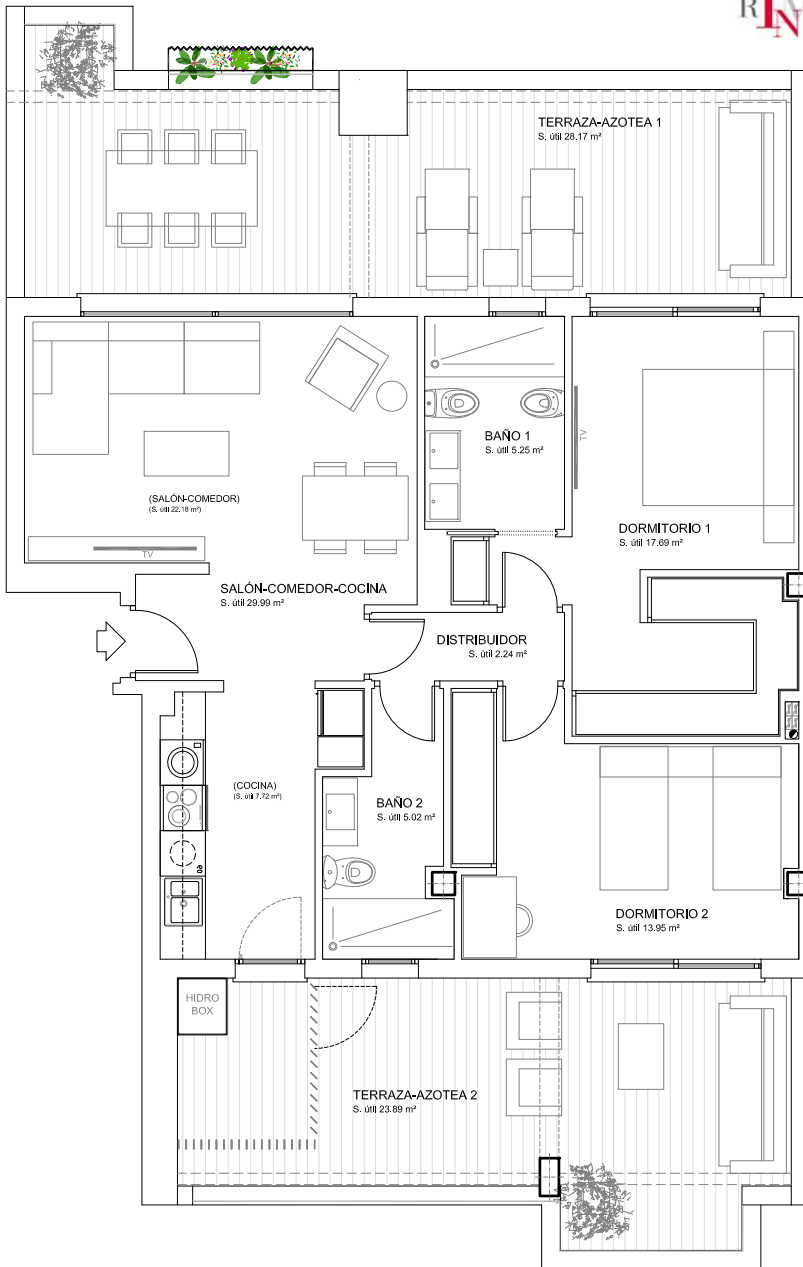 TERRAZA-AZOTEA 1
S. útil 28.17 m²
BAÑO 1
S. útil 5.25 m²
TV
(SALÓN-COMEDOR)
(S. útil 22.18 m²)
DORMITORIO 1
S. útil 17.69 m²
TV
SALÓN-COMEDOR-COCINA
S. útil 29.99 m²
DISTRIBUIDOR
S. útil 2.24 m²
(COCINA)
(S. útil 7.72 m²)
BAÑO 2
S. útil 5.02 m²
DORMITORIO 2
S. útil 13.95 m²
HIDRO
BOX
TERRAZA-AZOTEA 2
S. útil 23.89 m²